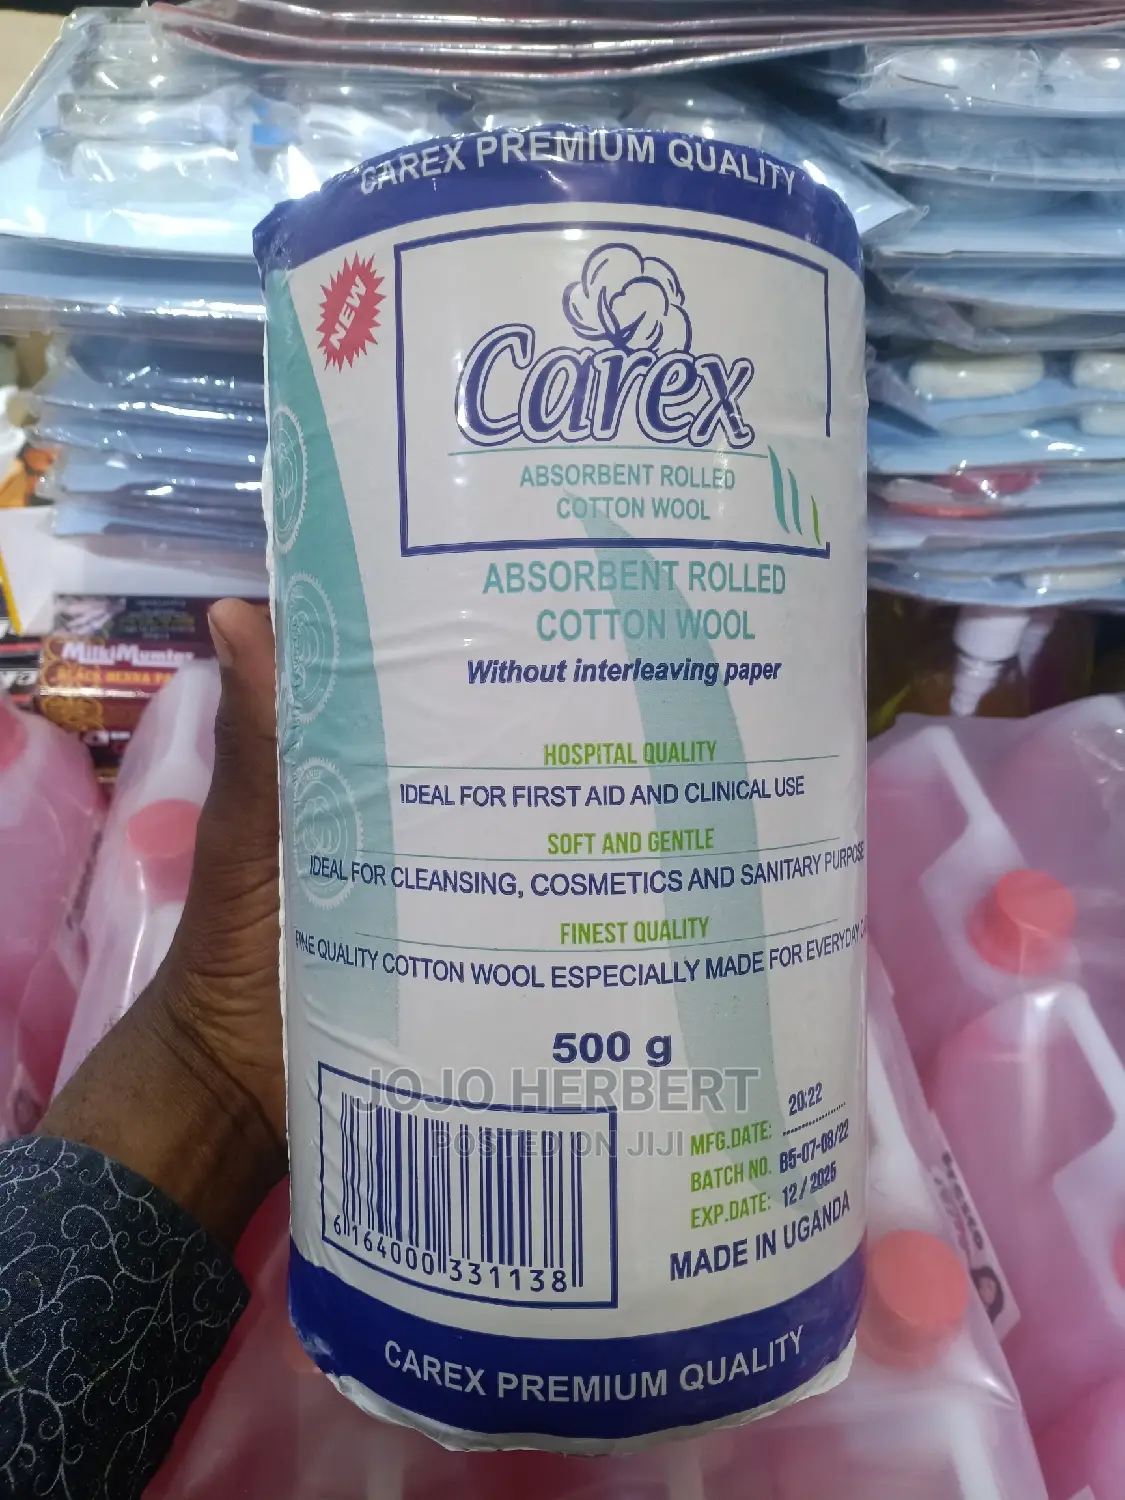 CAREX PREMIUM QUALITY
NEW
Carex
ABSORBENT ROLLED
COTTON WOOL
ABSORBENT ROLLED
COTTON WOOL
Without interleaving paper
HOSPITAL QUALITY
IDEAL FOR FIRST AID AND CLINICAL USE
SOFT AND GENTLE
IDEAL FOR CLEANSING, COSMETICS AND SANITARY PURPOSE
FINEST QUALITY
FINE QUALITY COTTON WOOL ESPECIALLY MADE FOR EVERYDAY
500 g
JOJO HERBERT
POSTED ON JIJI
MFG.DATE: 20:22
BATCH NO. B5-07-08/22
EXP.DATE: 12/2025
MADE IN UGANDA
6 164000 331138
CAREX PREMIUM QUALITY